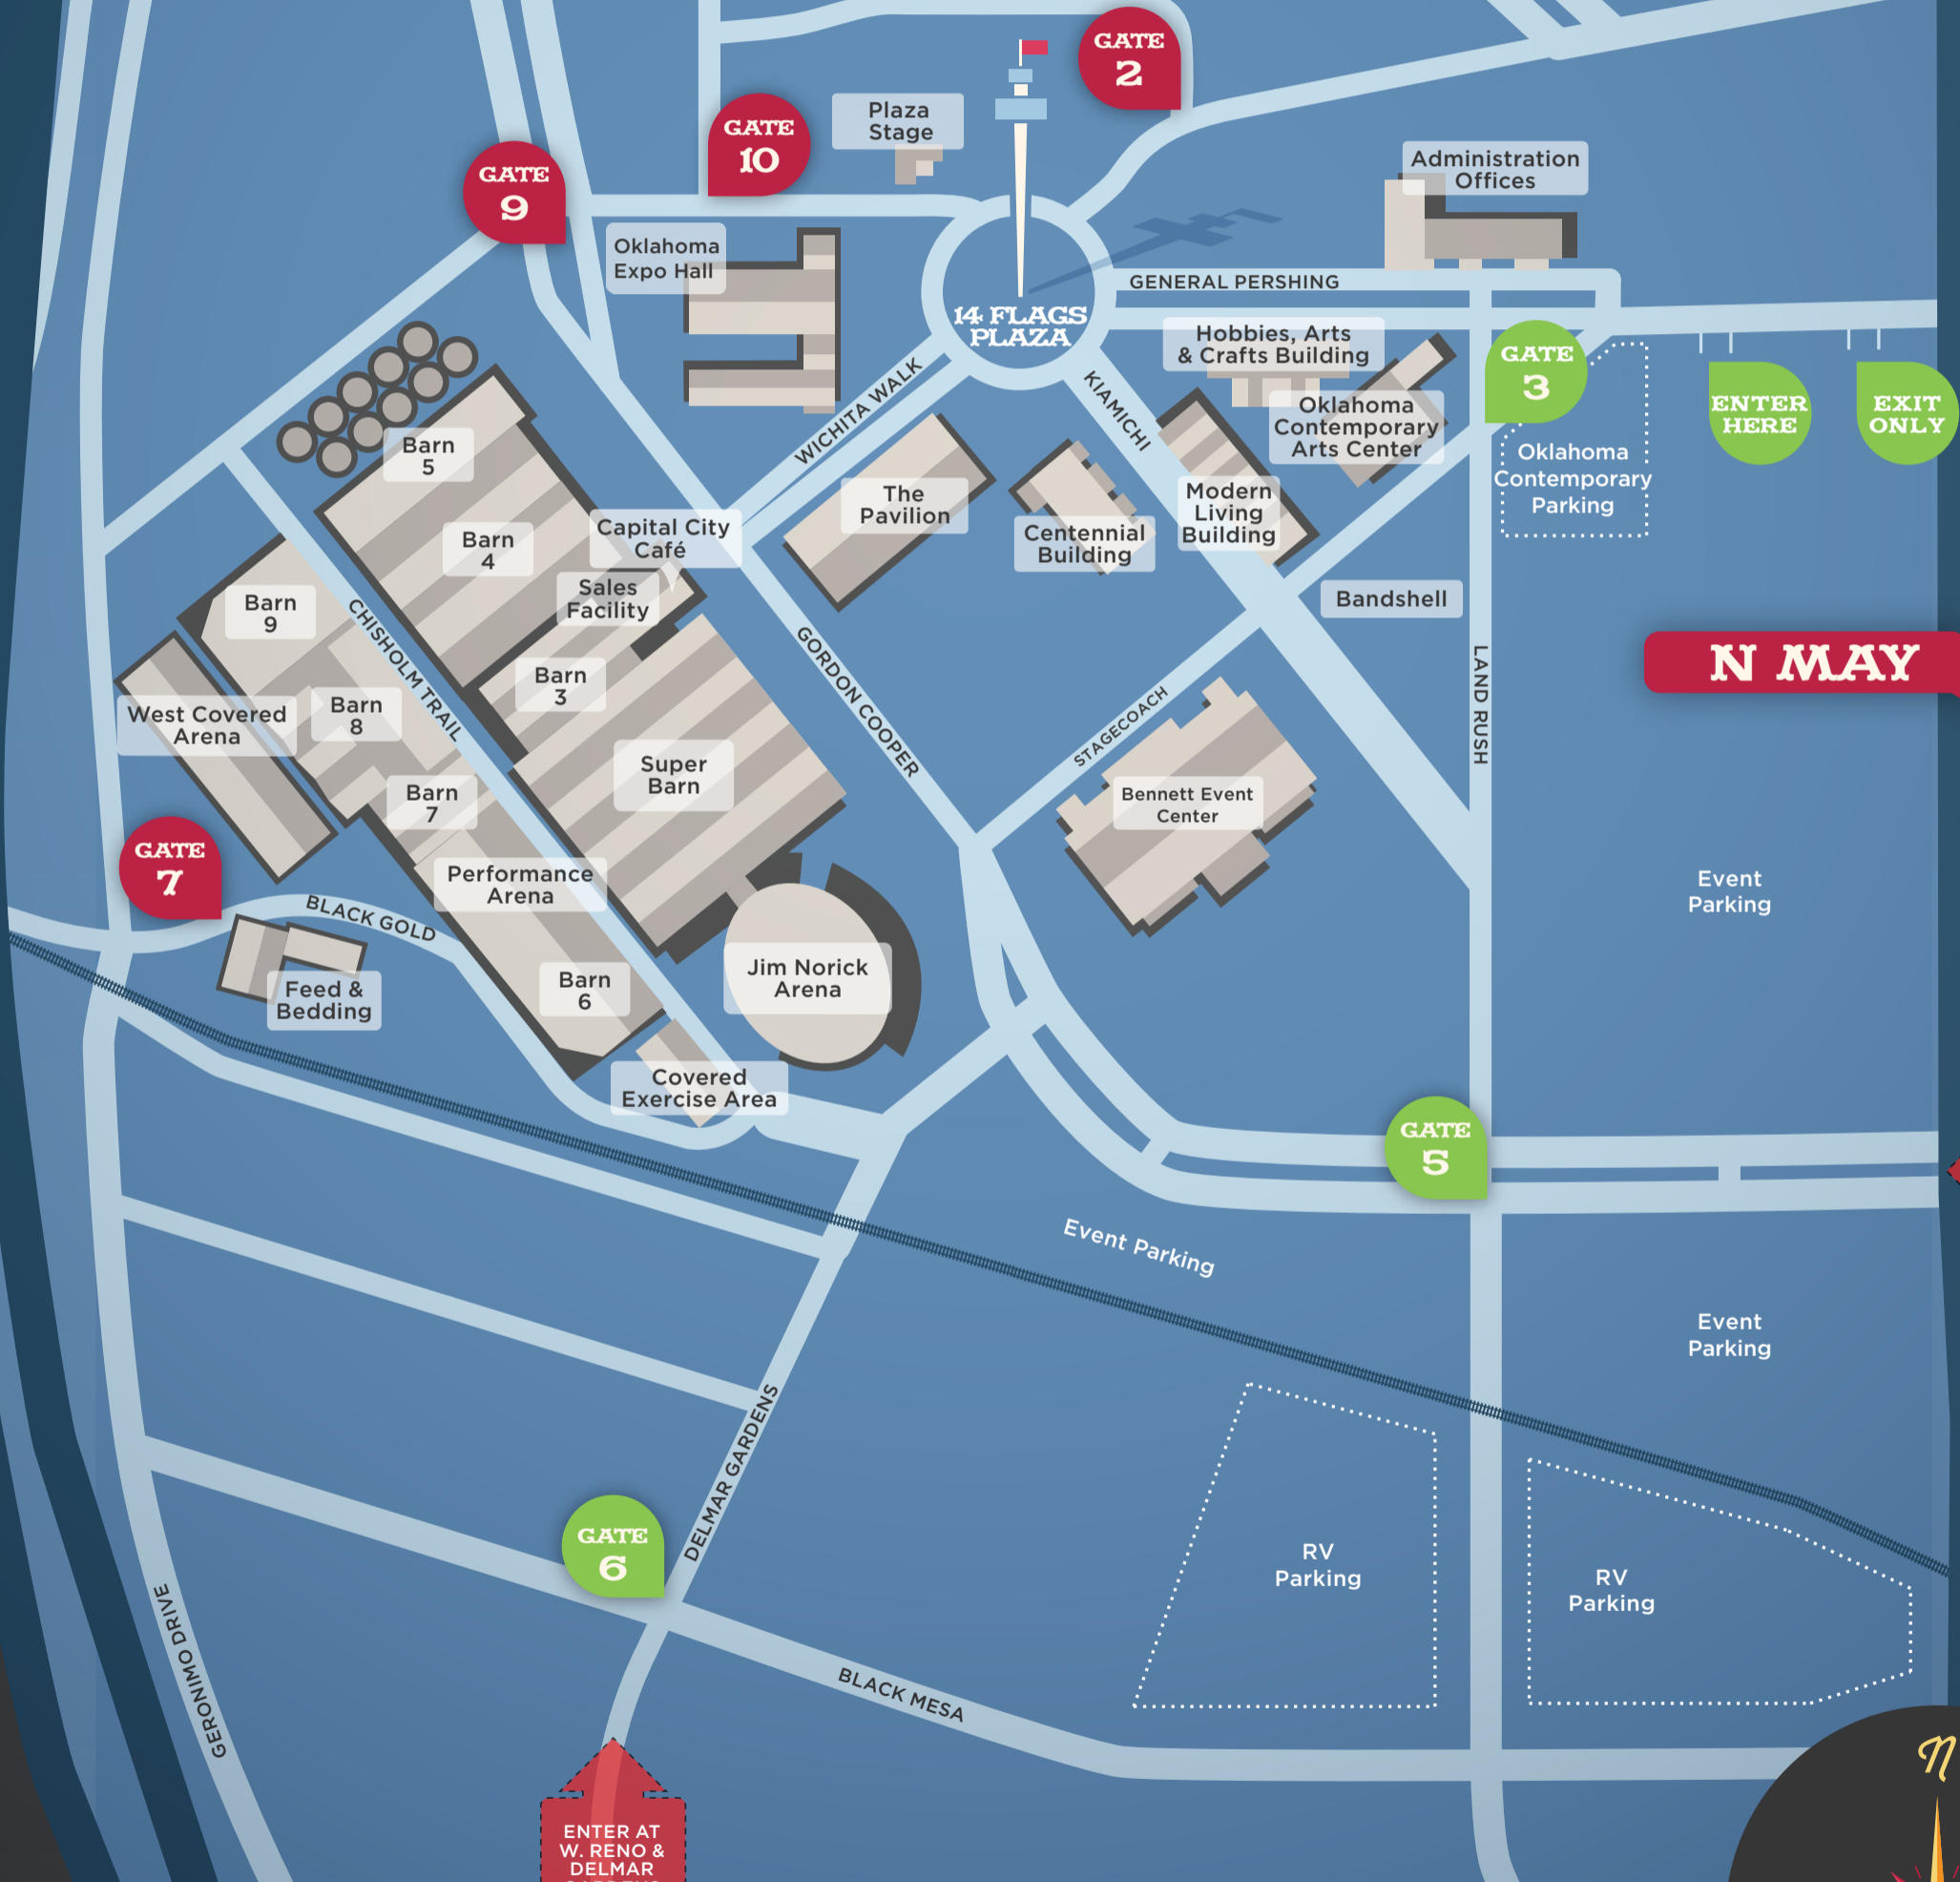 GATE
2
Plaza
Stage
GATE
10
GATE
9
Administration
Offices
Oklahoma
Expo Hall
GENERAL PERSHING
14 FLAGS
PLAZA
Hobbies, Arts
& Crafts Building
GATE
3
WICHITA WALK
KIAMICHI
Oklahoma
Contemporary
Arts Center
ENTER
HERE
EXIT
ONLY
Oklahoma
Contemporary
Parking
Barn
5
The
Pavilion
Modern
Living
Building
Centennial
Building
Capital City
Café
Barn
4
Sales
Facility
Bandshell
Barn
9
CHISHOLM TRAIL
Barn
3
GORDON COOPER
STAGECOACH
LAND RUSH
N MAY
West Covered
Arena
Barn
8
Super
Barn
Barn
7
Bennett Event
Center
GATE
7
Performance
Arena
Event
Parking
BLACK GOLD
Jim Norick
Arena
Barn
6
Feed &
Bedding
Covered
Exercise Area
GATE
5
Event Parking
Event
Parking
DELMAR GARDENS
GATE
6
RV
Parking
RV
Parking
GERONIMO DRIVE
BLACK MESA
N
ENTER AT
W. RENO &
DELMAR